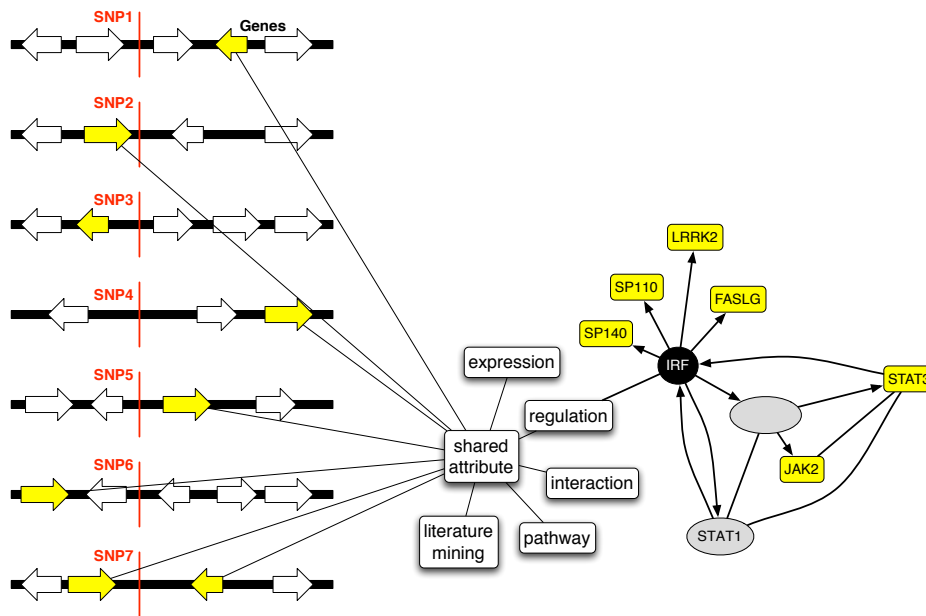 SNP1
Genes
SNP2
SNP3
SNP4
SNP5
SNP6
SNP7
expression
regulation
shared
attribute
interaction
literature
mining
pathway
LRRK2
SP110
FASLG
SP140
IRF
STAT3
JAK2
STAT1